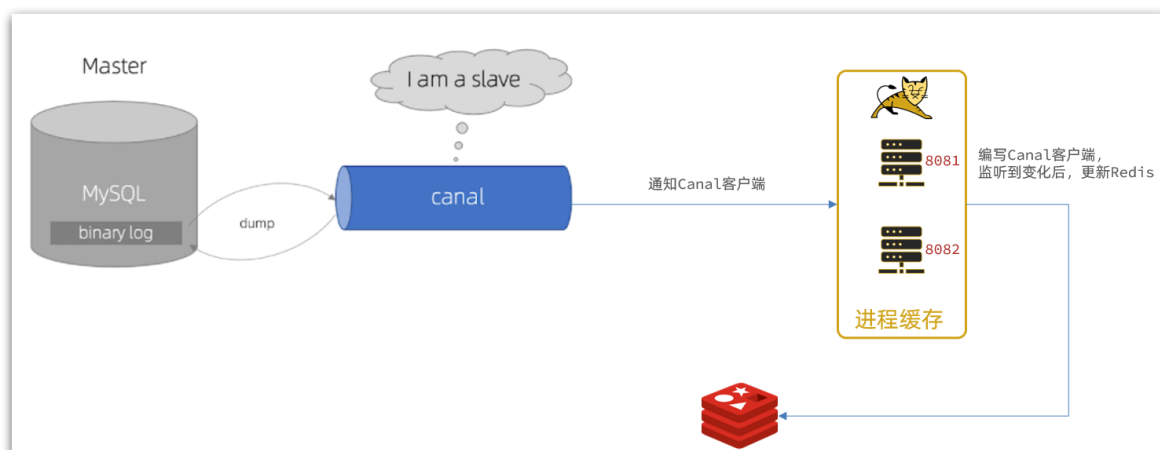 Master
I am a slave
MySQL
binary log
dump
canal
通知Canal客户端
8081
8082
进程缓存
编写Canal客户端，
监听到变化后，更新Redis